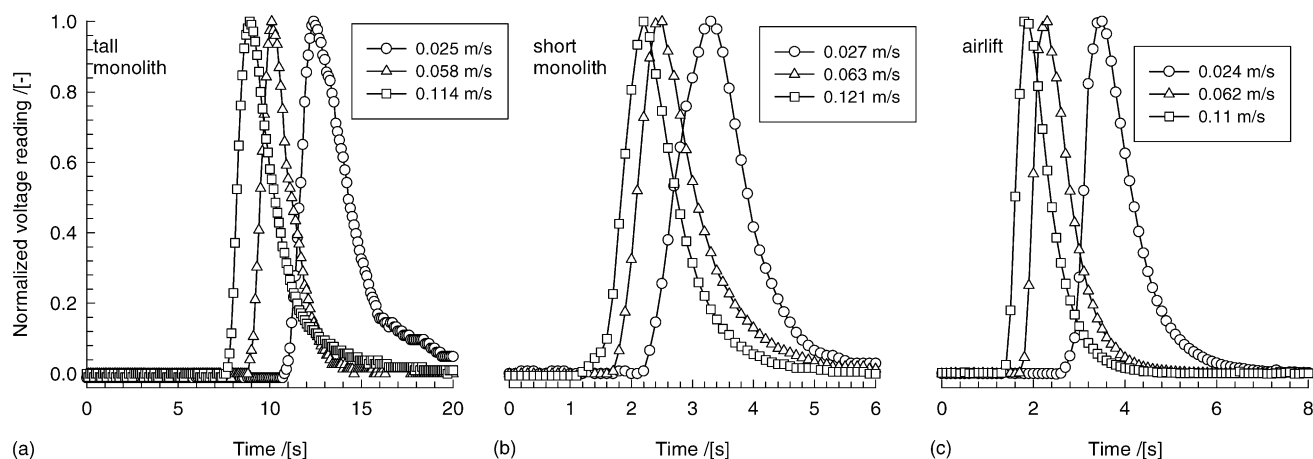 Normalized voltage reading /[-]
1.0
0.8
0.6
0.4
0.2
0.0
tall
monolith
0.025 m/s
0.058 m/s
0.114 m/s
0 5 10 15 20
(a) Time /[s]
short
monolith
0.027 m/s
0.063 m/s
0.121 m/s
0 1 2 3 4 5 6
(b) Time /[s]
airlift
0.024 m/s
0.062 m/s
0.11 m/s
0 2 4 6 8
(c) Time /[s]